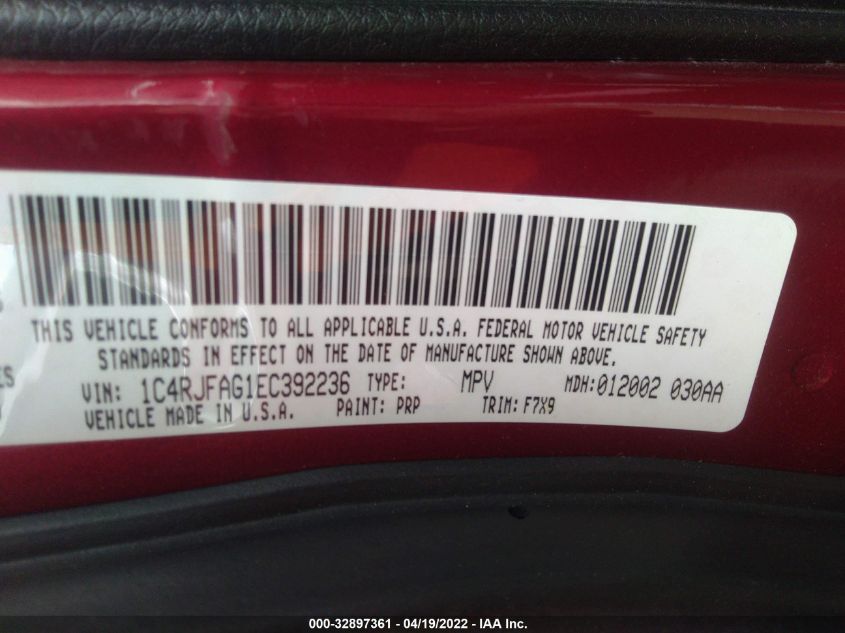 THIS VEHICLE CONFORMS TO ALL APPLICABLE U.S.A. FEDERAL MOTOR VEHICLE SAFETY
STANDARDS IN EFFECT ON THE DATE OF MANUFACTURE SHOWN ABOVE.
ES
VIN: 1C4RJFAG1EC392236 TYPE: MPV MDH:012002 030AA
VEHICLE MADE IN U.S.A. PAINT: PRP TRIM: F7X9
000-32897361 - 04/19/2022 - IAA Inc.